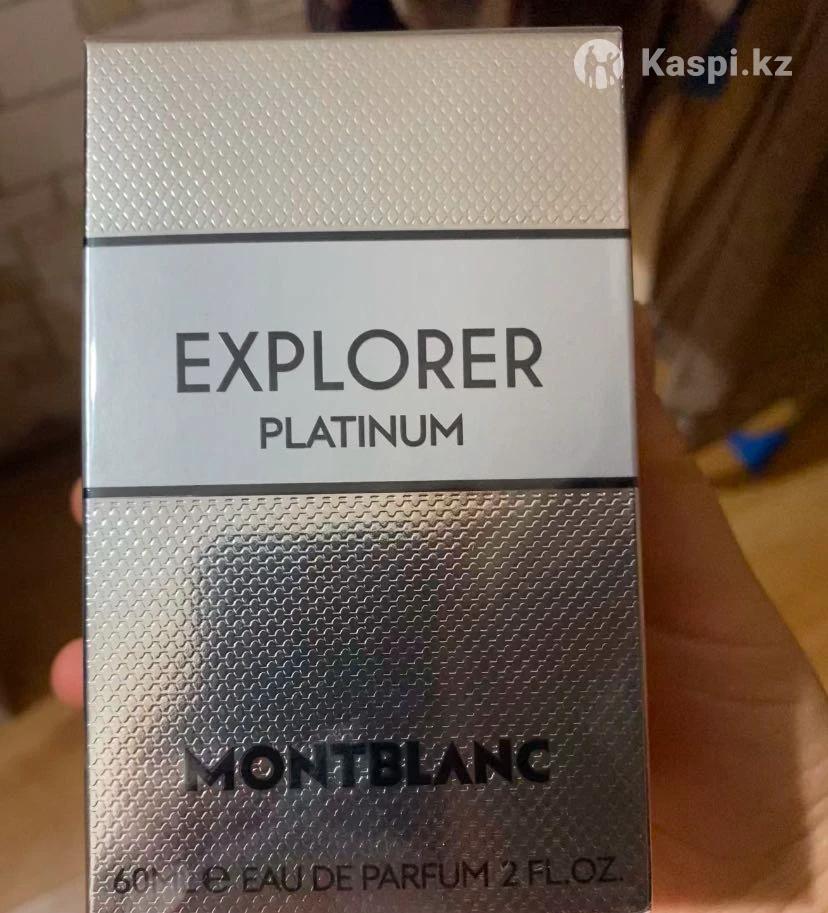 Kaspi.kz
EXPLORER
PLATINUM
MONTBLANC
60ML℮ EAU DE PARFUM 2 FL.OZ.